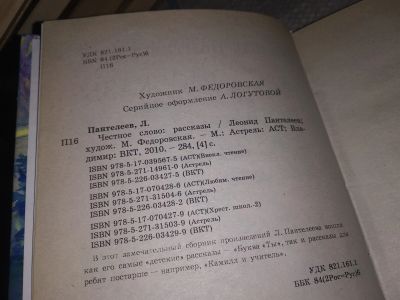 УДК 821.161.1
ББК 84(2Рос=Рус)6
П16
Художник М. ФЕДОРОВСКАЯ
Серийное оформление А. ЛОГУТОВОЙ
Пантелеев, Л.
П16 Честное слово: рассказы / Леонид Пантелеев;
худож. М. Федоровская. – М.: Астрель: АСТ; Вла-
димир: ВКТ, 2010. – 284, [4] с.
ISBN 978-5-17-039567-5 (АСТ)(Внекл. чтение)
ISBN 978-5-271-14961-0 (Астрель)
ISBN 978-5-226-03427-5 (ВКТ)
ISBN 978-5-17-070428-6 (АСТ)(Любим. чтение)
ISBN 978-5-271-31504-6 (Астрель)
ISBN 978-5-226-03428-2 (ВКТ)
ISBN 978-5-17-070427-9 (АСТ)(Хрест. школ.-2)
ISBN 978-5-271-31503-9 (Астрель)
ISBN 978-5-226-03429-9 (ВКТ)
В этот замечательный сборник произведений Л. Пантелеева вошли
как его самые «детские» рассказы – «Буква «Ты», так и рассказы для
ребят постарше – например, «Камилл и учитель».
УДК 821.161.1
ББК 84(2Рос=Рус)6